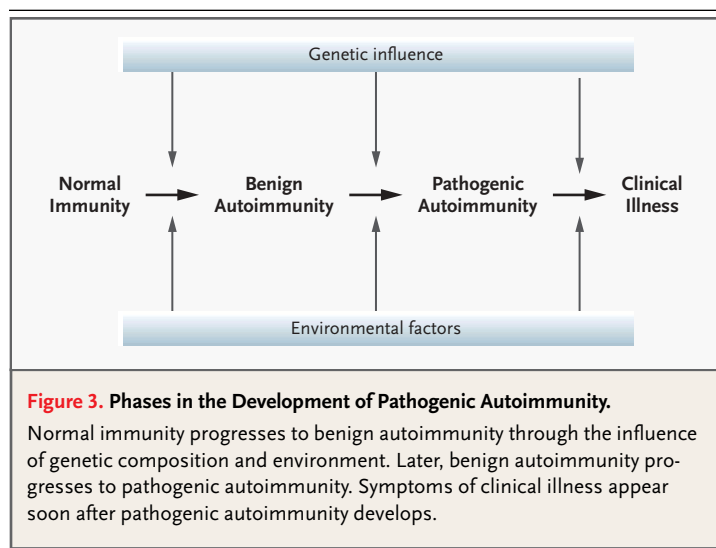 Genetic influence
Normal Immunity
Benign Autoimmunity
Pathogenic Autoimmunity
Clinical Illness
Environmental factors
Figure 3. Phases in the Development of Pathogenic Autoimmunity.
Normal immunity progresses to benign autoimmunity through the influence
of genetic composition and environment. Later, benign autoimmunity pro-
gresses to pathogenic autoimmunity. Symptoms of clinical illness appear
soon after pathogenic autoimmunity develops.